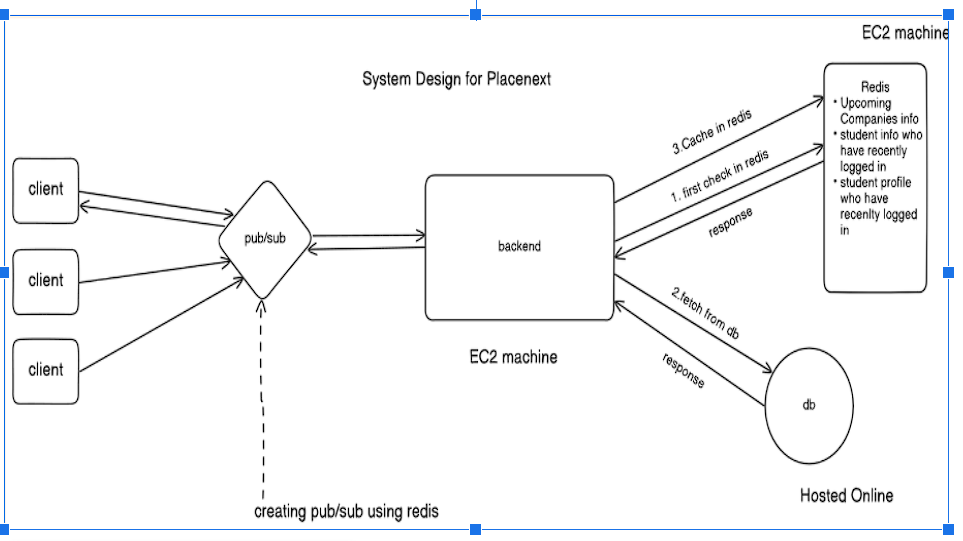 EC2 machine
System Design for Placenext
Redis
• Upcoming
Companies info
• student info who
have recently
logged in
• student profile
who have
recenlty logged
in
3.Cache in redis
1. first check in redis
response
client
client
client
pub/sub
backend
2.fetch from db
response
EC2 machine
db
Hosted Online
creating pub/sub using redis